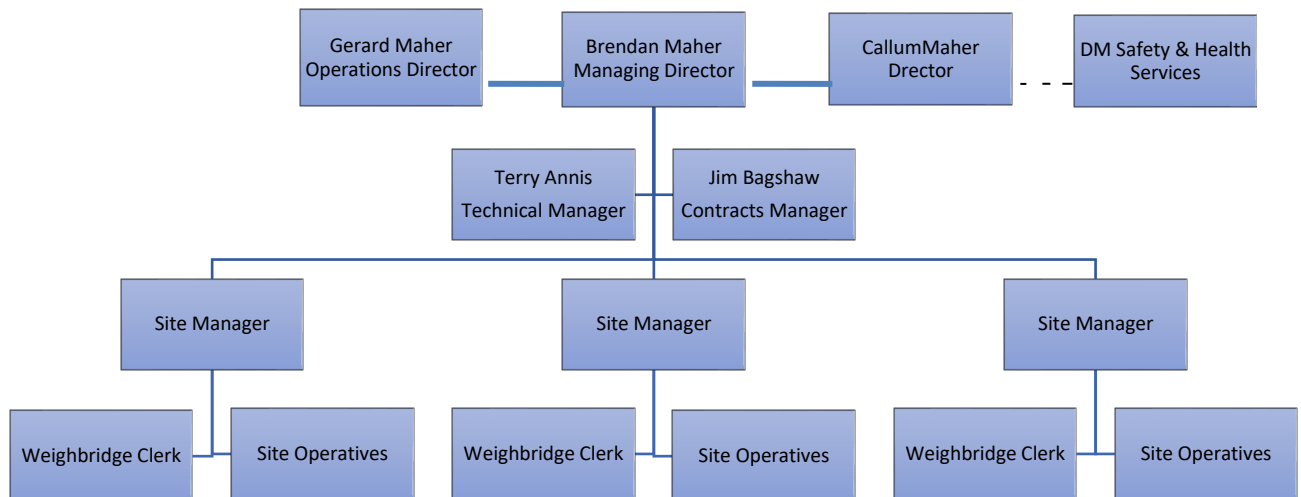 Gerard Maher
Operations Director
Brendan Maher
Managing Director
CallumMaher
Drector
DM Safety & Health
Services
Terry Annis
Technical Manager
Jim Bagshaw
Contracts Manager
Site Manager
Site Manager
Site Manager
Weighbridge Clerk
Site Operatives
Weighbridge Clerk
Site Operatives
Weighbridge Clerk
Site Operatives